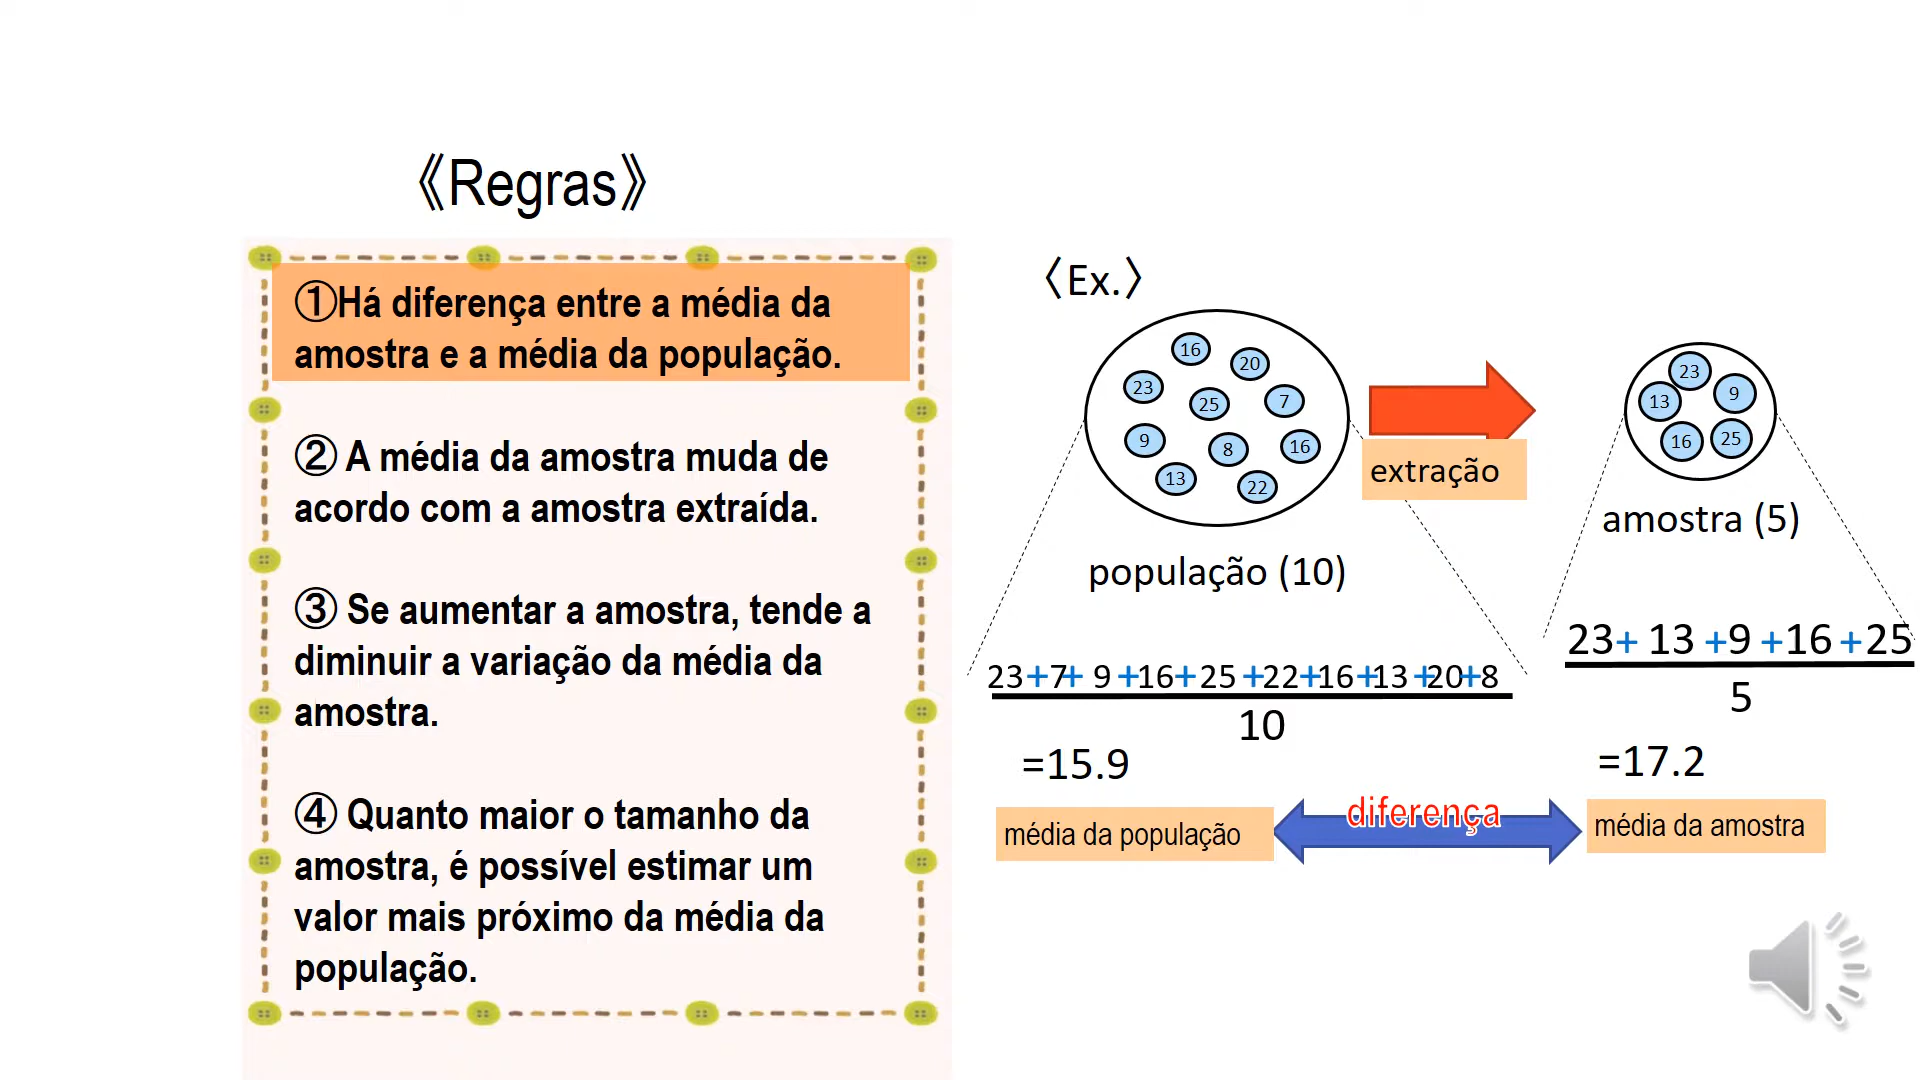 《Regras》
①Há diferença entre a média da
amostra e a média da população.
② A média da amostra muda de
acordo com a amostra extraída.
③ Se aumentar a amostra, tende a
diminuir a variação da média da
amostra.
④ Quanto maior o tamanho da
amostra, é possível estimar um
valor mais próximo da média da
população.
〈Ex.〉
16
20
23
25
7
9
8
16
13
22
população (10)
extração
23
13
9
16
25
amostra (5)
23+7+ 9+16+25+22+16+13+20+8
10
=15.9
23+ 13 +9 +16 +25
5
=17.2
média da população
diferença
média da amostra